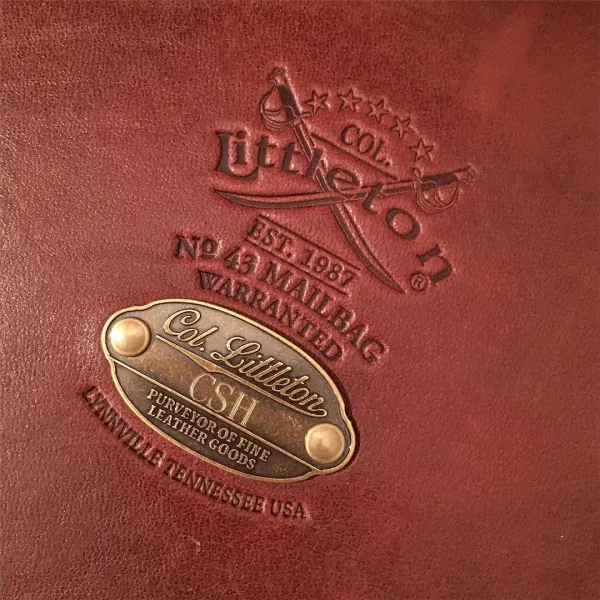 COL.
Littleton
®
EST. 1987
Nº 43 MAILBAG
WARRANTED
Col. Littleton
CSH
PURVEYOR OF FINE
LEATHER GOODS
LYNNVILLE TENNESSEE USA